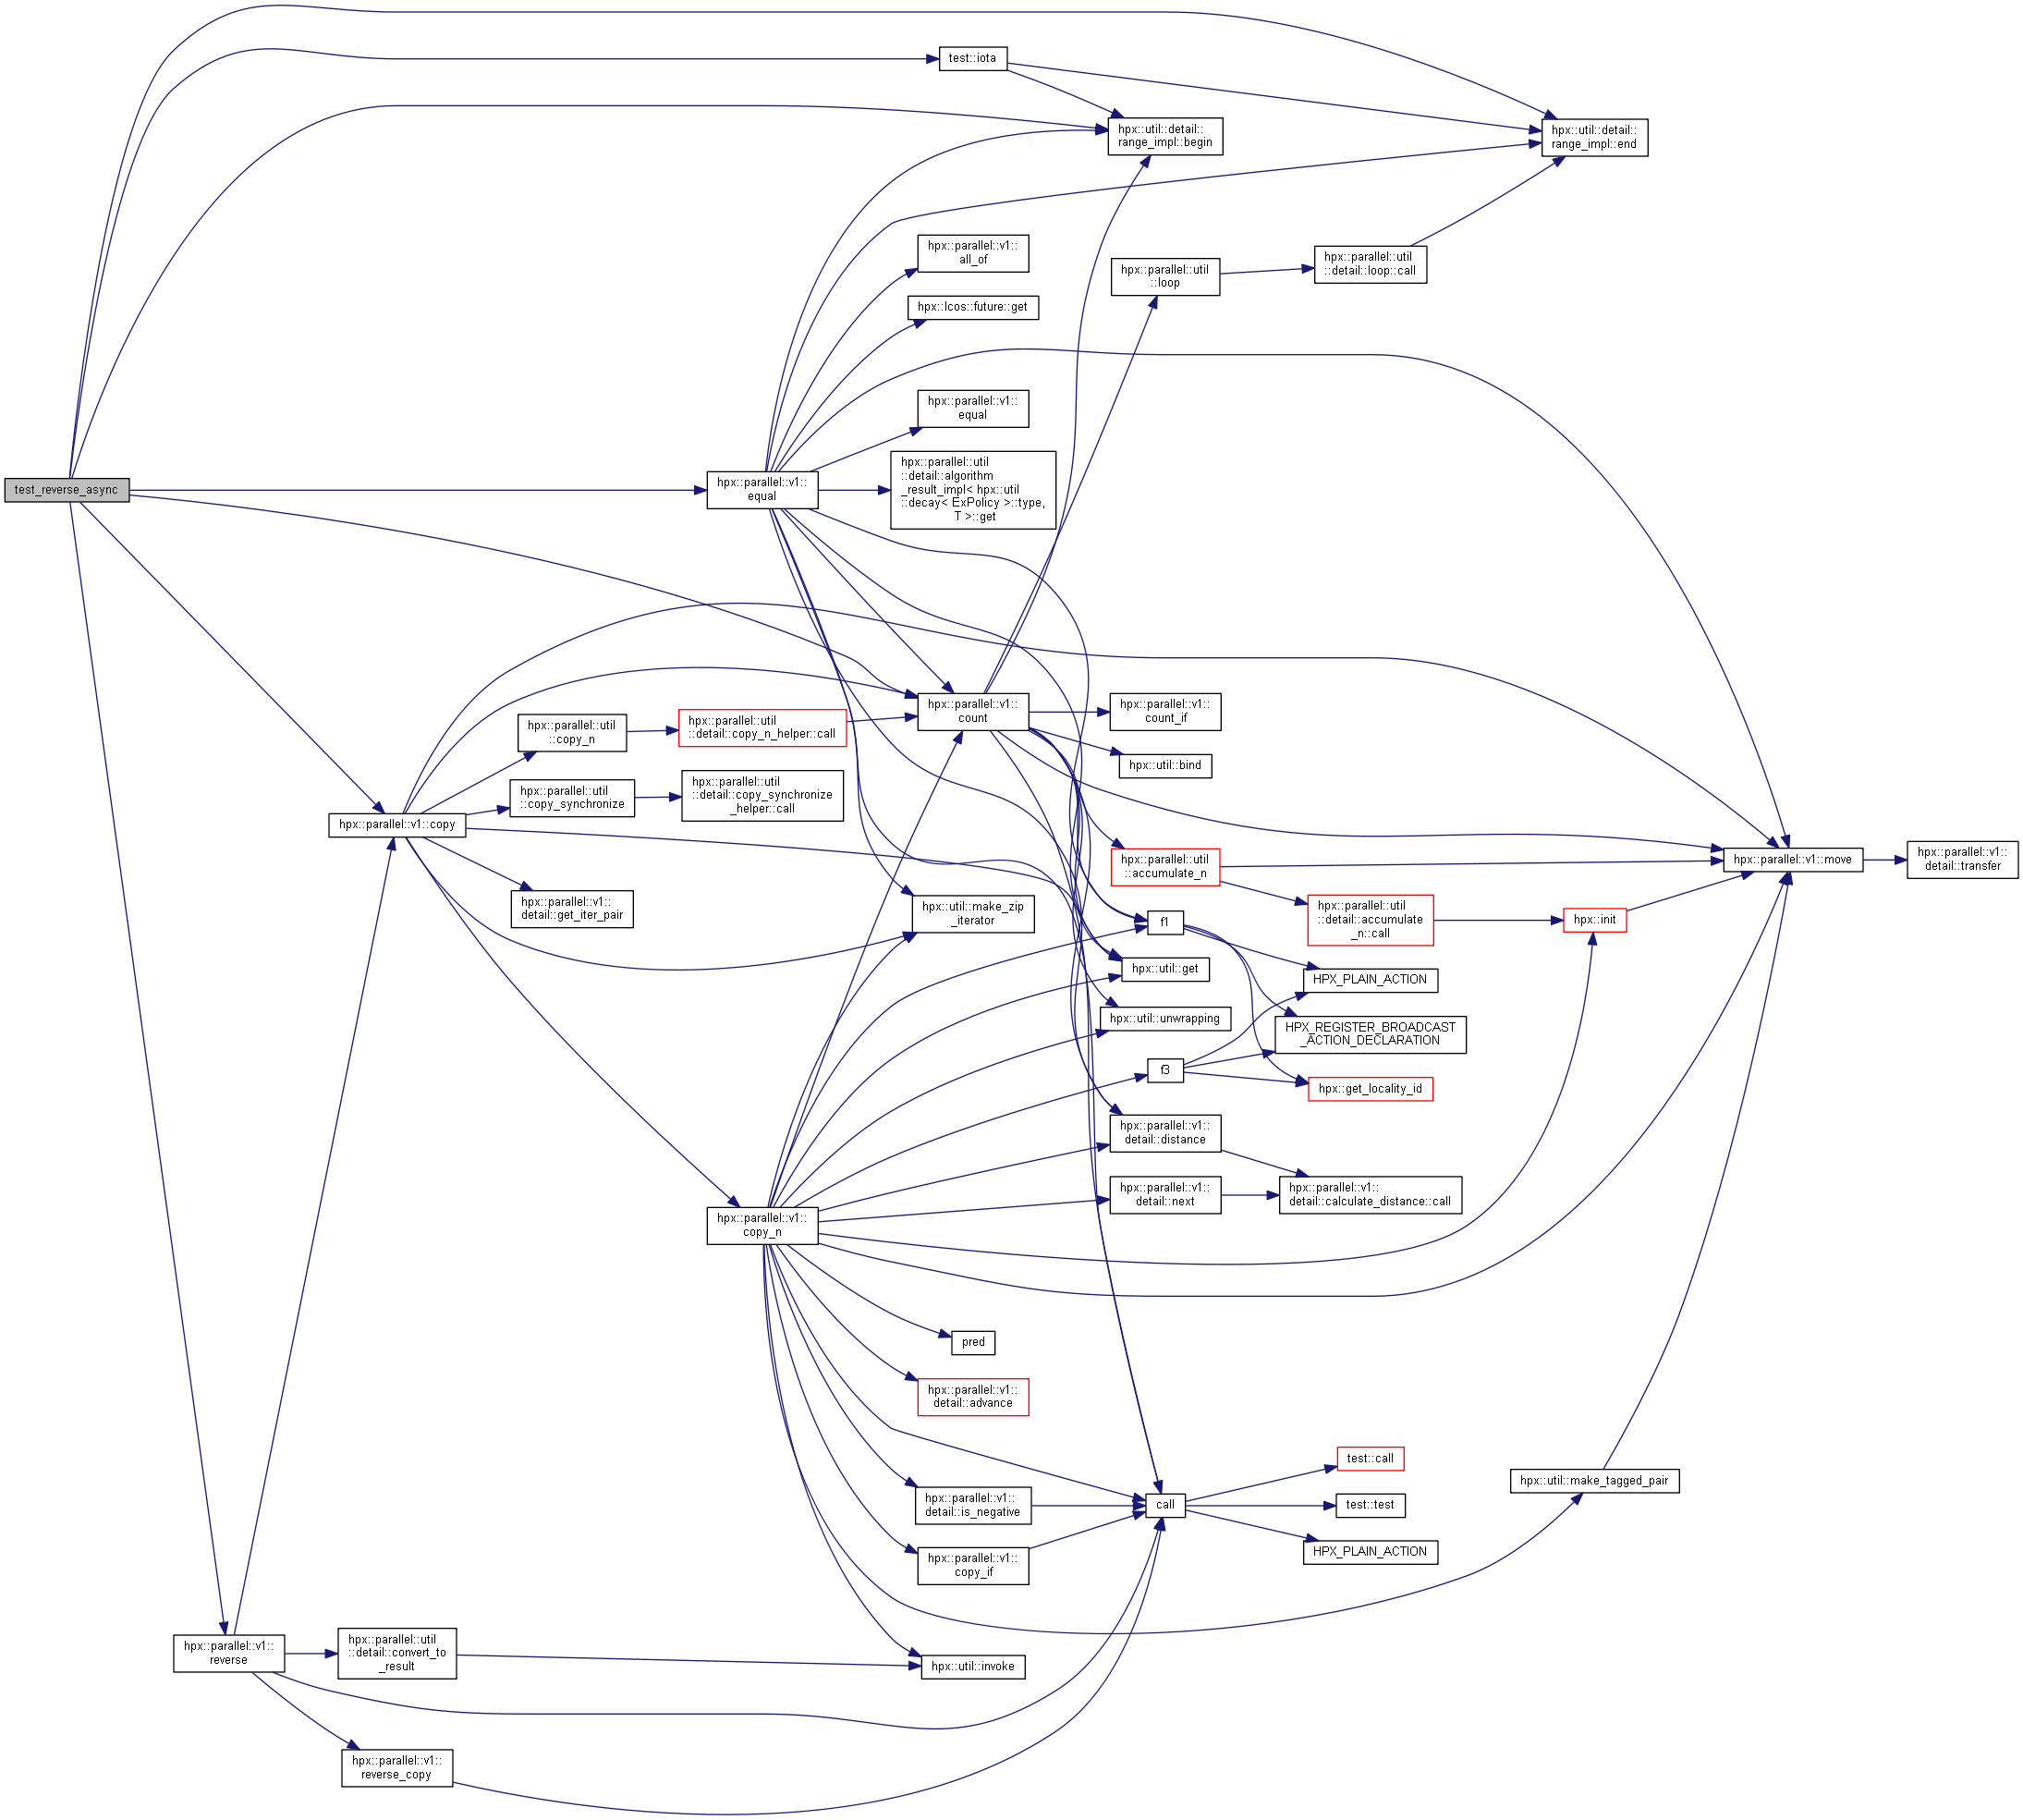 test::iota
hpx::util::detail::
range_impl::begin
hpx::util::detail::
range_impl::end
hpx::parallel::v1::
all_of
hpx::parallel::util
::loop
hpx::parallel::util
::detail::loop::call
hpx::lcos::future::get
hpx::parallel::v1::
equal
test_reverse_async
hpx::parallel::v1::
equal
hpx::parallel::util
::detail::algorithm
_result_impl< hpx::util
::decay< ExPolicy >::type,
T >::get
hpx::parallel::v1::
count
hpx::parallel::v1::
count_if
hpx::parallel::util
::copy_n
hpx::parallel::util
::detail::copy_n_helper::call
hpx::util::bind
hpx::parallel::util
::copy_synchronize
hpx::parallel::util
::detail::copy_synchronize
_helper::call
hpx::parallel::v1::copy
hpx::parallel::util
::accumulate_n
hpx::parallel::v1::move
hpx::parallel::v1::
detail::transfer
hpx::parallel::v1::
detail::get_iter_pair
hpx::util::make_zip
_iterator
f1
hpx::parallel::util
::detail::accumulate
_n::call
hpx::init
hpx::util::get
HPX_PLAIN_ACTION
hpx::util::unwrapping
HPX_REGISTER_BROADCAST
_ACTION_DECLARATION
f3
hpx::get_locality_id
hpx::parallel::v1::
detail::distance
hpx::parallel::v1::
detail::next
hpx::parallel::v1::
detail::calculate_distance::call
hpx::parallel::v1::
copy_n
pred
hpx::parallel::v1::
detail::advance
test::call
hpx::util::make_tagged_pair
hpx::parallel::v1::
detail::is_negative
call
test::test
HPX_PLAIN_ACTION
hpx::parallel::v1::
copy_if
hpx::parallel::v1::
reverse
hpx::parallel::util
::detail::convert_to
_result
hpx::util::invoke
hpx::parallel::v1::
reverse_copy